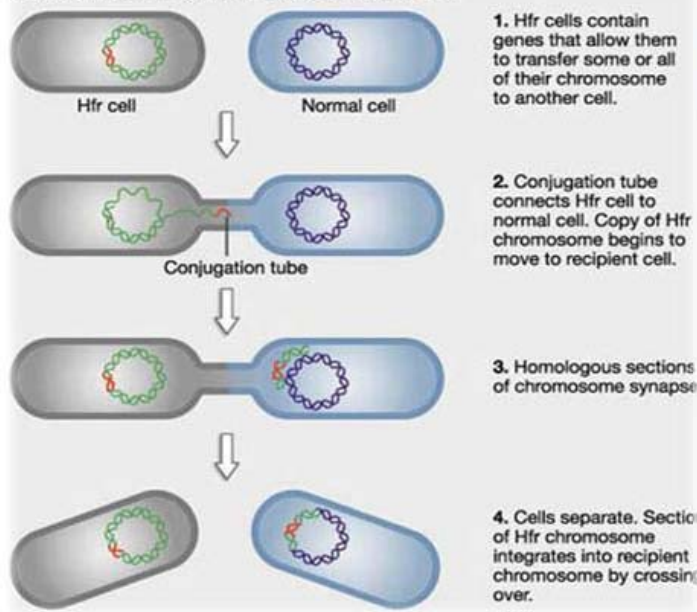 1. Hfr cells contain
genes that allow them
to transfer some or all
of their chromosome
to another cell.
Hfr cell
Normal cell
2. Conjugation tube
connects Hfr cell to
normal cell. Copy of Hfr
chromosome begins to
move to recipient cell.
Conjugation tube
3. Homologous sections
of chromosome synapse
4. Cells separate. Sectio
of Hfr chromosome
integrates into recipient
chromosome by crossing
over.